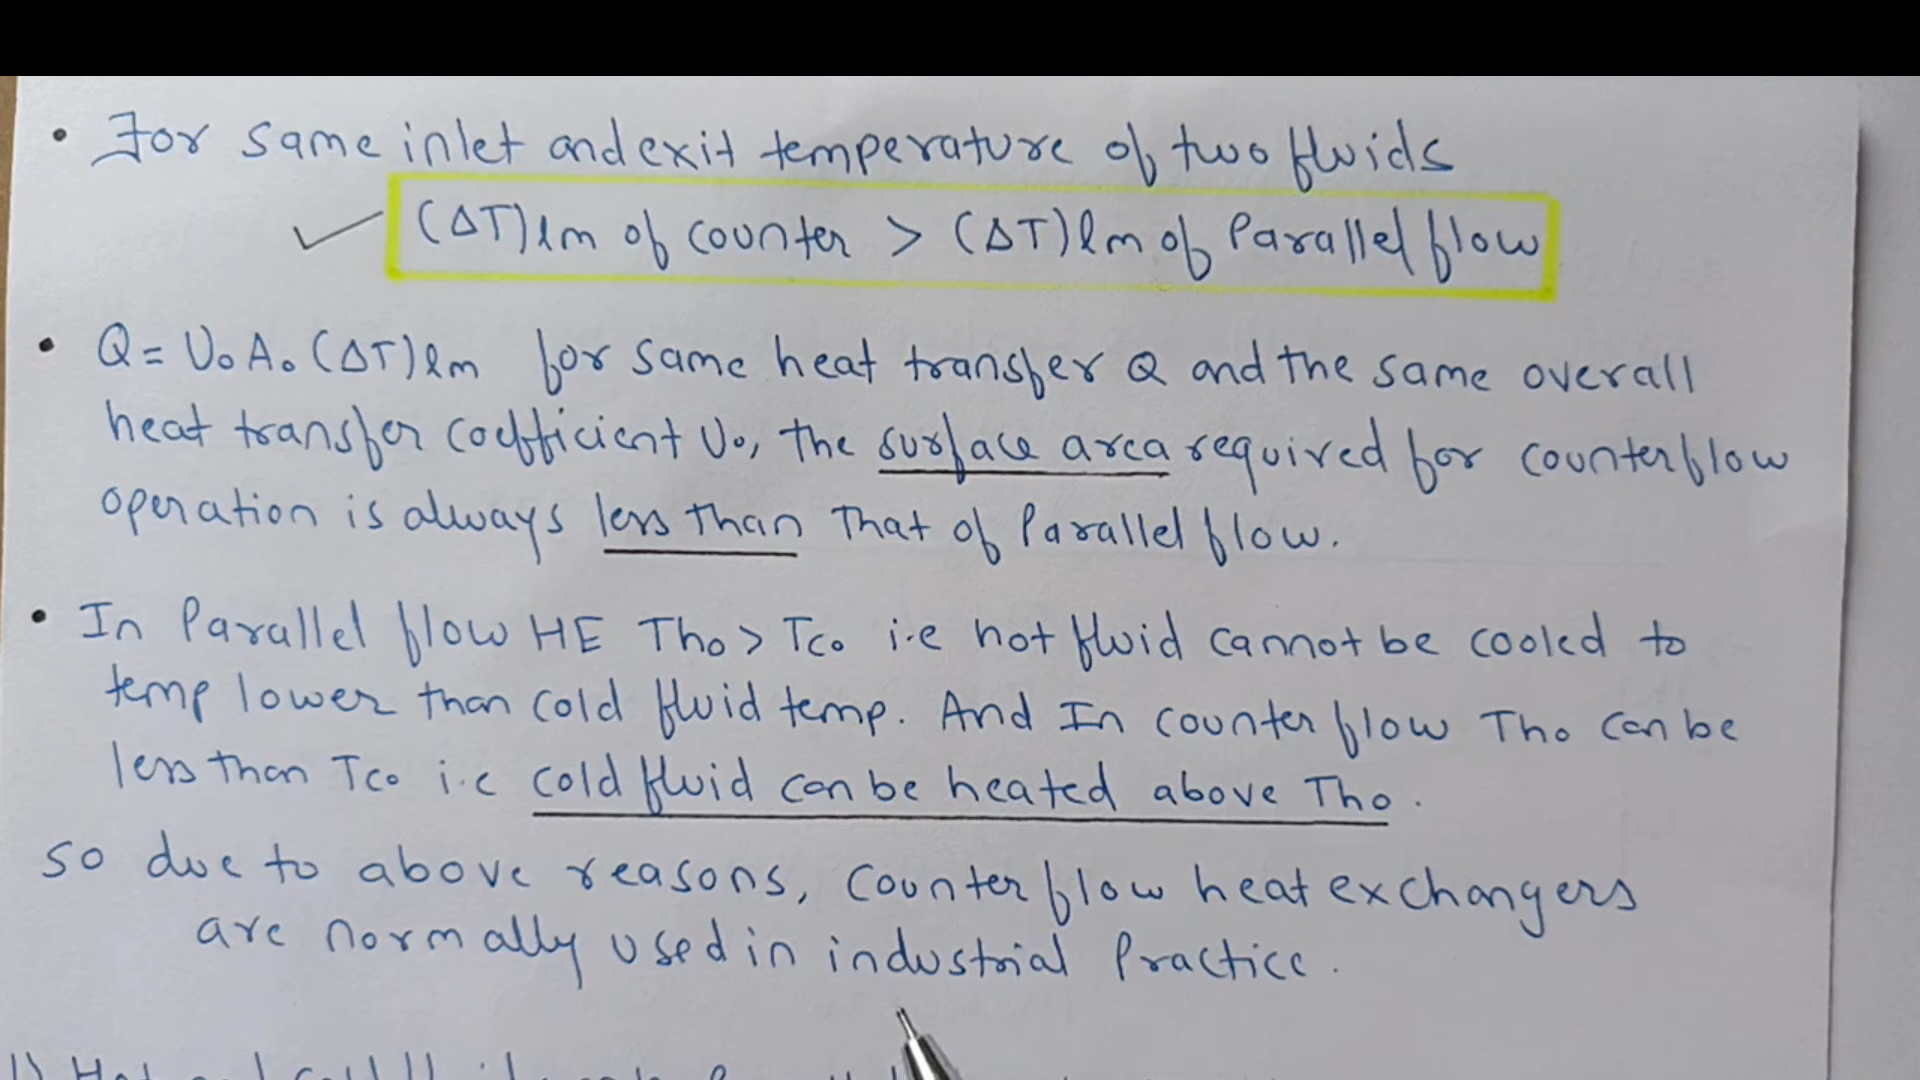 • For same inlet and exit temperature of two fluids
(ΔT)lm of counter > (ΔT)lm of Parallel flow
• Q = U₀A₀(ΔT)lm for same heat transfer Q and the same overall
heat transfer coefficient U₀, the surface area required for counterflow
operation is always less than that of Parallel flow.
• In Parallel flow HE Tho > Tco i.e hot fluid cannot be cooled to
temp lower than cold fluid temp. And In counter flow Tho can be
less than Tco i.e cold fluid can be heated above Tho.
So due to above reasons, Counter flow heat exchangers
are normally used in industrial Practice.